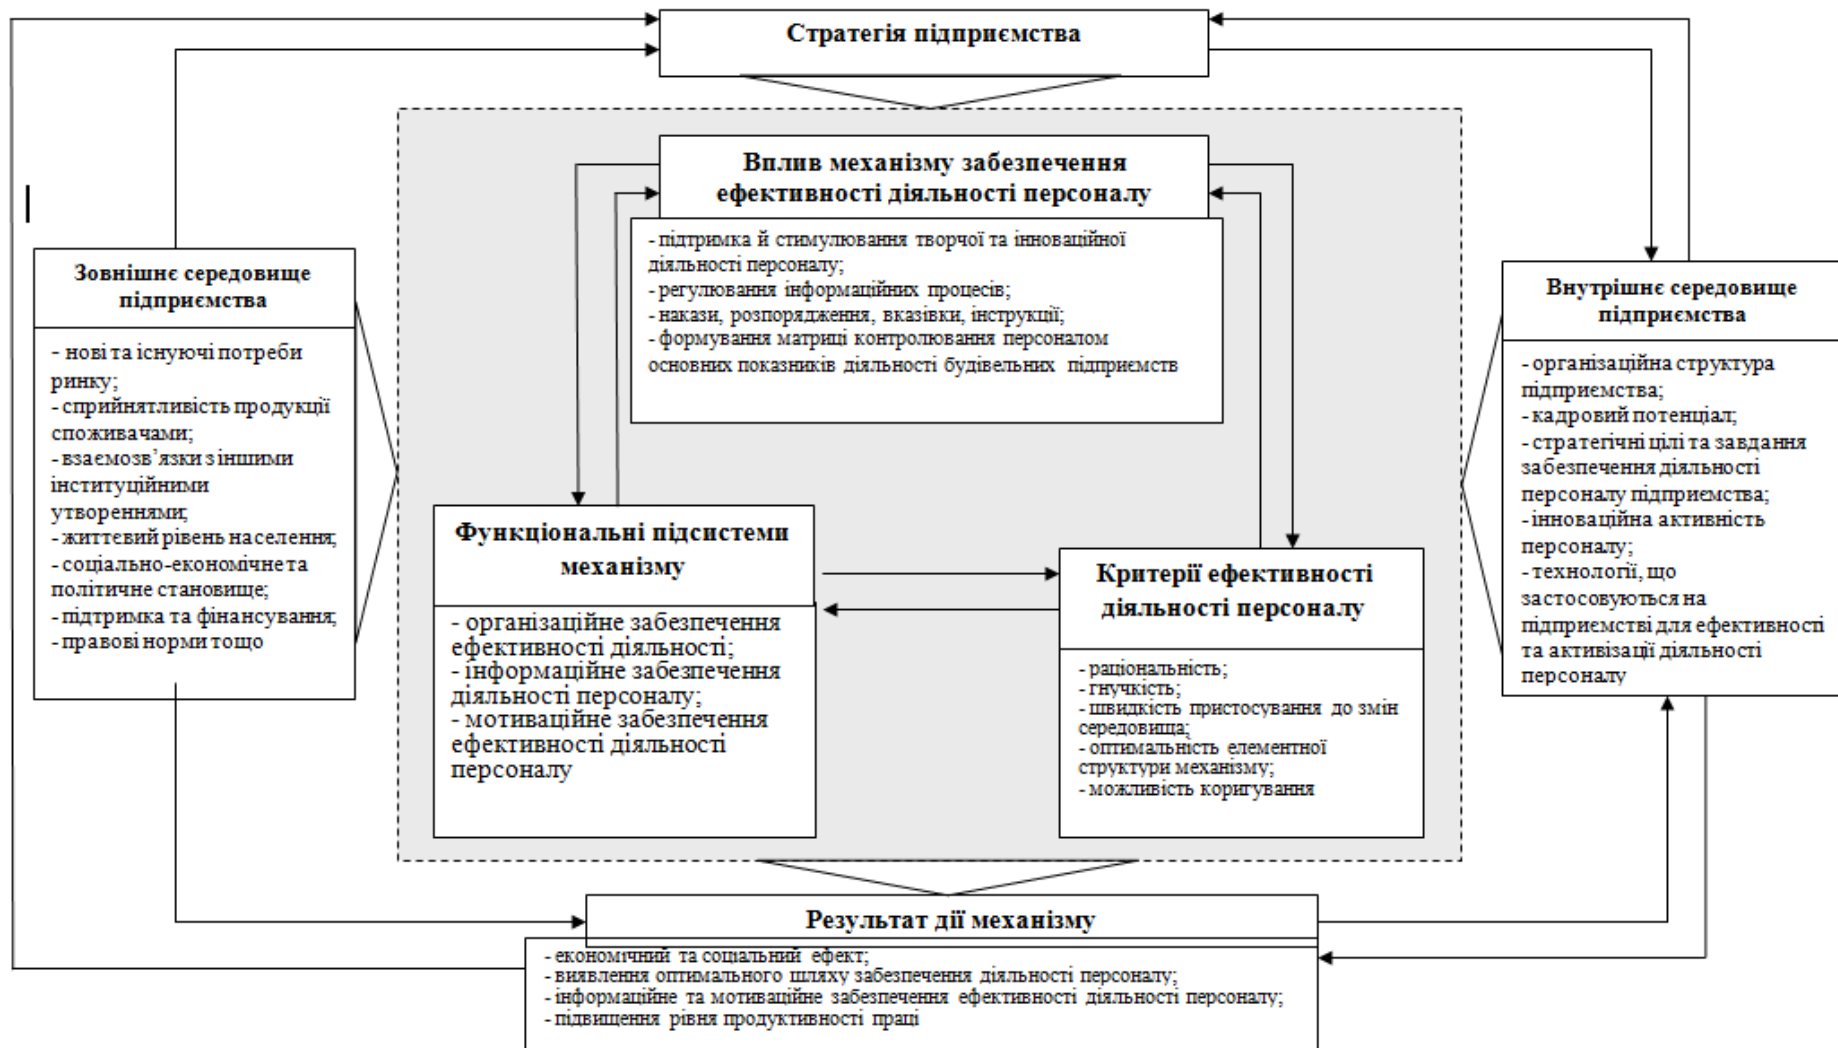 Стратегія підприємства
Вплив механізму забезпечення
ефективності діяльності персоналу
- підтримка й стимулювання творчої та інноваційної
діяльності персоналу;
- регулювання інформаційних процесів;
- накази, розпорядження, вказівки, інструкції;
- формування матриці контролювання персоналом
основних показників діяльності будівельних підприємств
Зовнішнє середовище
підприємства
- нові та існуючі потреби
ринку;
- сприйнятливість продукції
споживачами;
- взаємозв’язки з іншими
інституційними
утвореннями;
- життєвий рівень населення;
- соціально-економічне та
політичне становище;
- підтримка та фінансування;
- правові норми тощо
Функціональні підсистеми
механізму
- організаційне забезпечення
ефективності діяльності;
- інформаційне забезпечення
діяльності персоналу;
- мотиваційне забезпечення
ефективності діяльності
персоналу
Критерії ефективності
діяльності персоналу
- раціональність;
- гнучкість;
- швидкість пристосування до змін
середовища;
- оптимальність елементної
структури механізму;
- можливість коригування
Внутрішнє середовище
підприємства
- організаційна структура
підприємства;
- кадровий потенціал;
- стратегічні цілі та завдання
забезпечення діяльності
персоналу підприємства;
- інноваційна активність
персоналу;
- технології, що
застосовуються на
підприємстві для ефективності
та активізації діяльності
персоналу
Результат дії механізму
- економічний та соціальний ефект;
- виявлення оптимального шляху забезпечення діяльності персоналу;
- інформаційне та мотиваційне забезпечення ефективності діяльності персоналу;
- підвищення рівня продуктивності праці